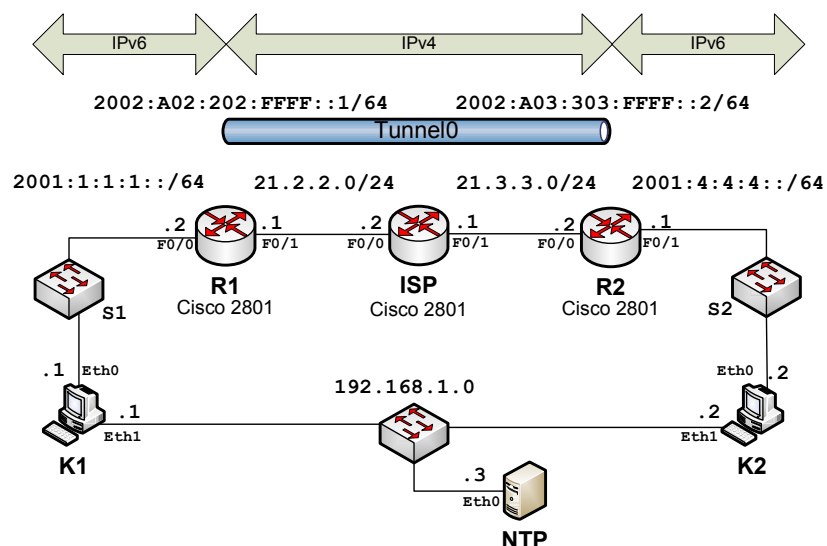 IPv6 IPv4 IPv6
2002:A02:202:FFFF::1/64 2002:A03:303:FFFF::2/64
Tunnel0
2001:1:1:1::/64 21.2.2.0/24 21.3.3.0/24 2001:4:4:4::/64
.2 .1 .2 .1 .2 .1
F0/0 F0/1 F0/0 F0/1 F0/0 F0/1
R1 ISP R2
S1 Cisco 2801 Cisco 2801 Cisco 2801 S2
.1 Eth0 192.168.1.0 Eth0 .2
.1 .2
Eth1 Eth1
K1 .3 K2
Eth0
NTP